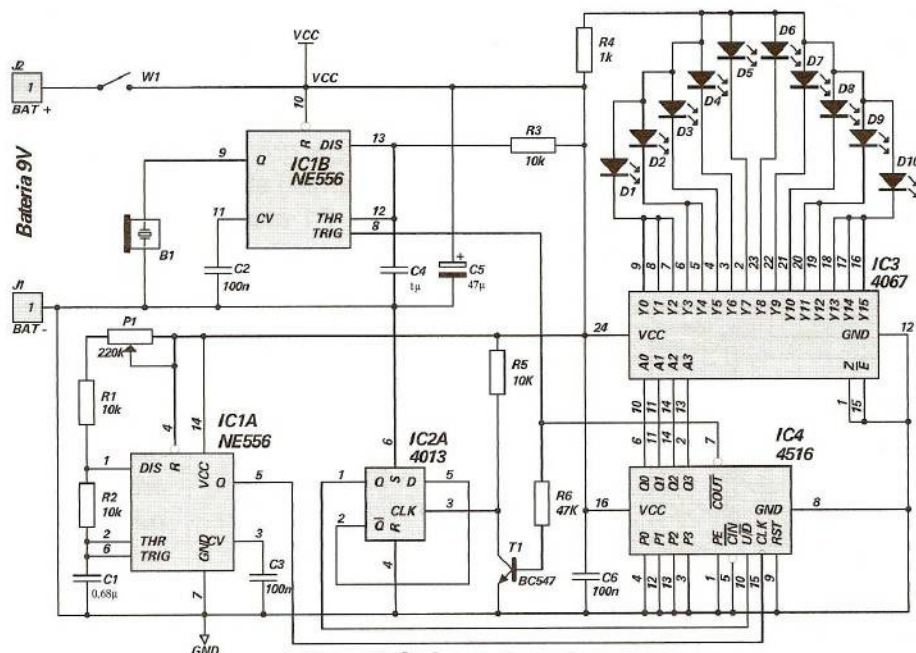 VCC
R4
1k
D6
D5
D7
D4
D8
D3
D9
D2
D10
D1
J2
1
BAT +
W1
VCC
10
R
DIS
13
R3
10k
9
Q
IC1B
NE556
11
CV
THR
12
TRIG
8
Bateria 9V
B1
C2
100n
C4
1µ
+
C5
47µ
9
8
7
6
5
4
3
2
23
22
21
20
19
18
17
16
IC3
4067
Y0
Y1
Y2
Y3
Y4
Y5
Y6
Y7
Y8
Y9
Y10
Y11
Y12
Y13
Y14
Y15
24
VCC
GND
12
A0
A1
A2
A3
Z
E
10
11
14
13
1
15
J1
1
BAT -
P1
220k
R1
10k
R2
10k
4
14
IC1A
NE556
1
DIS
R
VCC
Q
5
2
THR
6
TRIG
GND
CV
3
7
C1
0,68µ
C3
100n
GND
R5
10K
6
IC2A
4013
1
Q
S
D
5
CLK
3
2
Q
R
4
R6
47K
T1
BC547
C6
100n
6
11
14
2
7
IC4
4516
Q0
Q1
Q2
Q3
COUT
16
VCC
GND
8
P0
P1
P2
P3
PE
CIN
U/D
CLK
RST
4
12
13
3
1
5
10
15
9